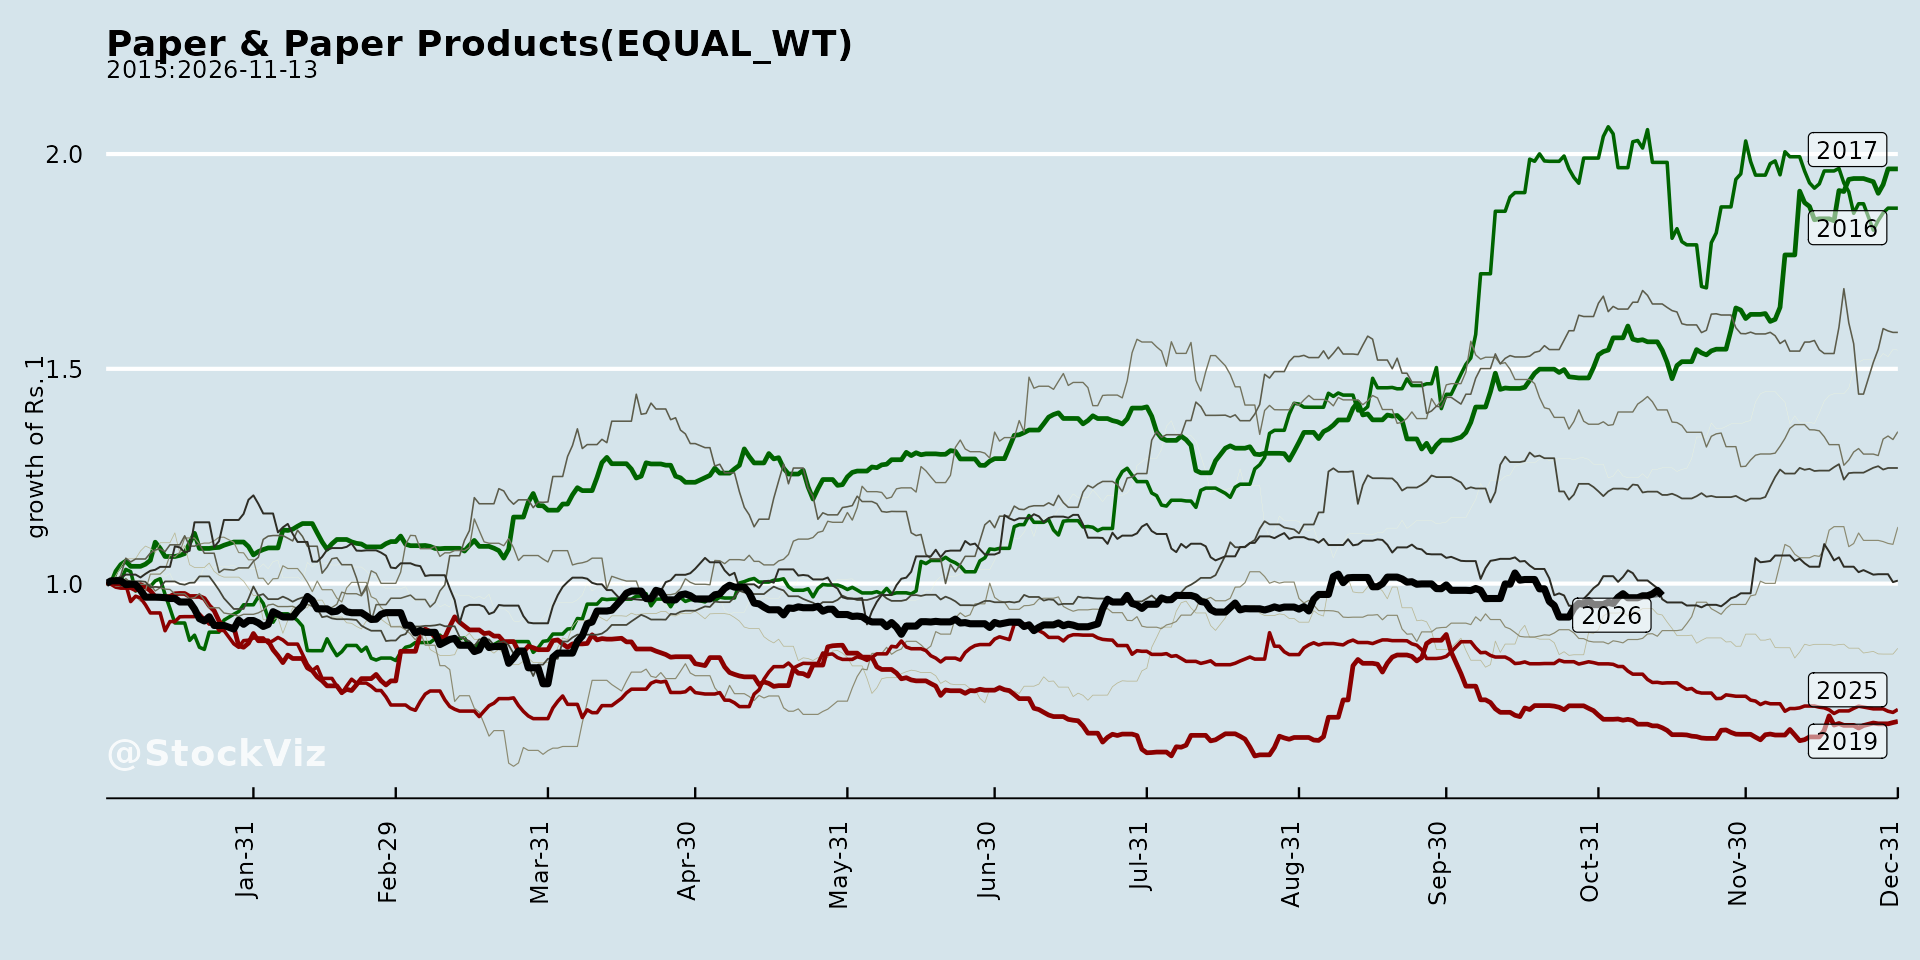 Paper & Paper Products(EQUAL_WT)
2015:2026-11-13
growth of Rs. 1
2.0
1.5
1.0
2017
2016
2026
2025
2019
@StockViz
Jan-31
Feb-29
Mar-31
Apr-30
May-31
Jun-30
Jul-31
Aug-31
Sep-30
Oct-31
Nov-30
Dec-31